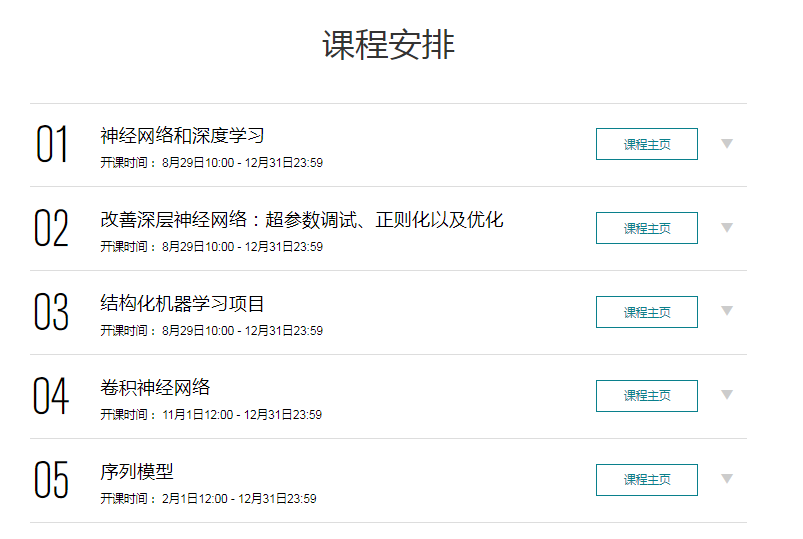 课程安排
01
神经网络和深度学习
开课时间： 8月29日10:00 - 12月31日23:59
课程主页
02
改善深层神经网络：超参数调试、正则化以及优化
开课时间： 8月29日10:00 - 12月31日23:59
课程主页
03
结构化机器学习项目
开课时间： 8月29日10:00 - 12月31日23:59
课程主页
04
卷积神经网络
开课时间： 11月1日12:00 - 12月31日23:59
课程主页
05
序列模型
开课时间： 2月1日12:00 - 12月31日23:59
课程主页